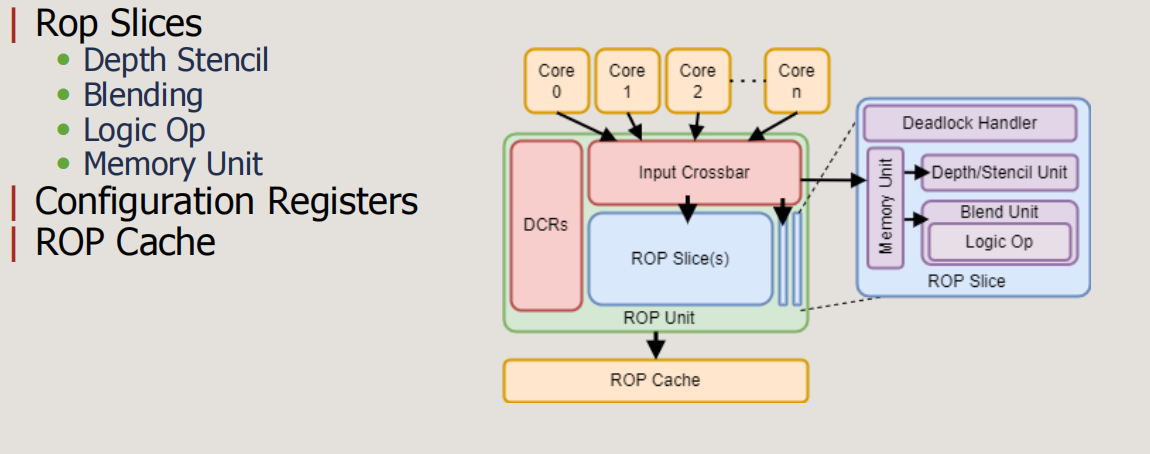 Rop Slices
Depth Stencil
Blending
Logic Op
Memory Unit
Configuration Registers
ROP Cache
Core
0
Core
1
Core
2
Core
n
DCRs
Input Crossbar
ROP Slice(s)
ROP Unit
ROP Cache
Deadlock Handler
Memory Unit
Depth/Stencil Unit
Blend Unit
Logic Op
ROP Slice